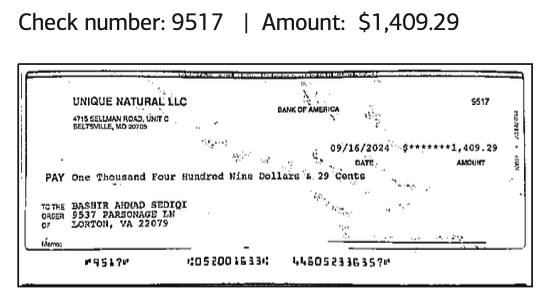 Check number: 9517 | Amount: $1,409.29
UNIQUE NATURAL LLC
4715 SELLMAN ROAD, UNIT C
BELTSVILLE, MD 20705
BANK OF AMERICA
9517
09/16/2024 $*******1,409.29
DATE AMOUNT
PAY One Thousand Four Hundred Nine Dollars & 29 Cents
TO THE ORDER OF
BASHIR AHMAD SEDIQI
9537 PARSONAGE LN
LORTON, VA 22079
Memo:
⑈9517⑈ ⑆052001633⑆ 446052336357⑈